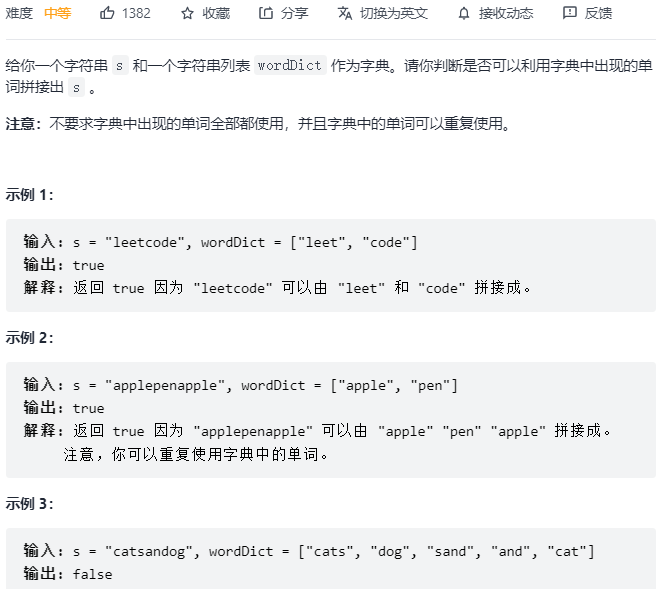 难度 中等 1382 收藏 分享 切换为英文 接收动态 反馈
给你一个字符串 s 和一个字符串列表 wordDict 作为字典。请你判断是否可以利用字典中出现的单
词拼接出 s 。
注意：不要求字典中出现的单词全部都使用，并且字典中的单词可以重复使用。
示例 1：
输入: s = "leetcode", wordDict = ["leet", "code"]
输出: true
解释: 返回 true 因为 "leetcode" 可以由 "leet" 和 "code" 拼接成。
示例 2：
输入: s = "applepenapple", wordDict = ["apple", "pen"]
输出: true
解释: 返回 true 因为 "applepenapple" 可以由 "apple" "pen" "apple" 拼接成。
注意，你可以重复使用字典中的单词。
示例 3：
输入: s = "catsandog", wordDict = ["cats", "dog", "sand", "and", "cat"]
输出: false